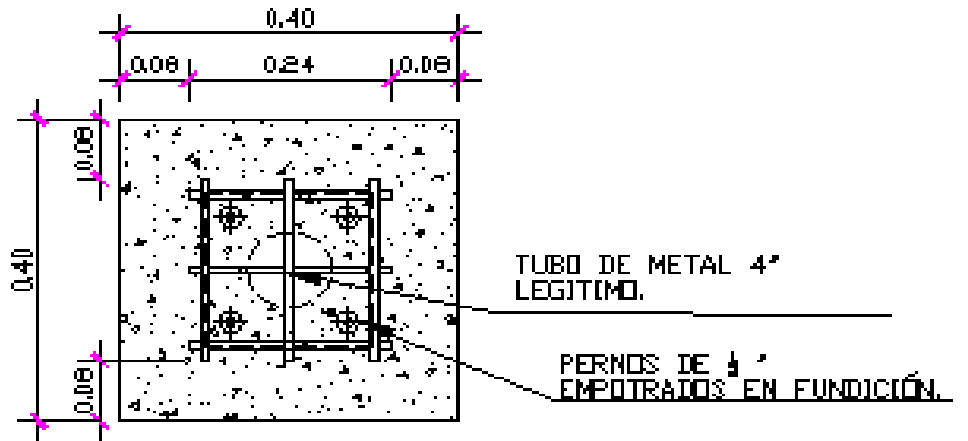 0.40
0.08 0.24 0.08
0.08
0.40
0.08
TUBO DE METAL 4"
LEGITIMO.
PERNOS DE "
EMPOTRADOS EN FUNDICIÓN.